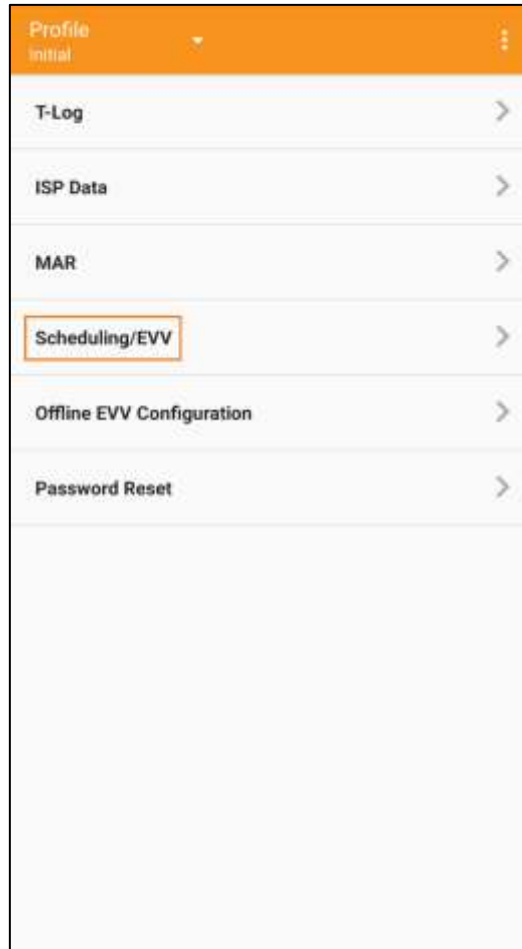 Profile
Initial
T-Log
ISP Data
MAR
Scheduling/EVV
Offline EVV Configuration
Password Reset